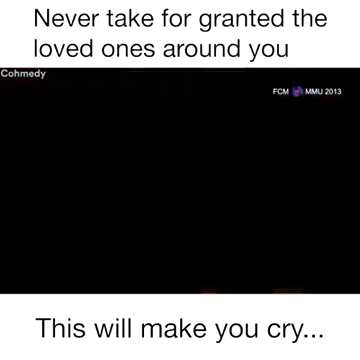 Never take for granted the
loved ones around you
Cohmedy
FCM MMU 2013
This will make you cry...